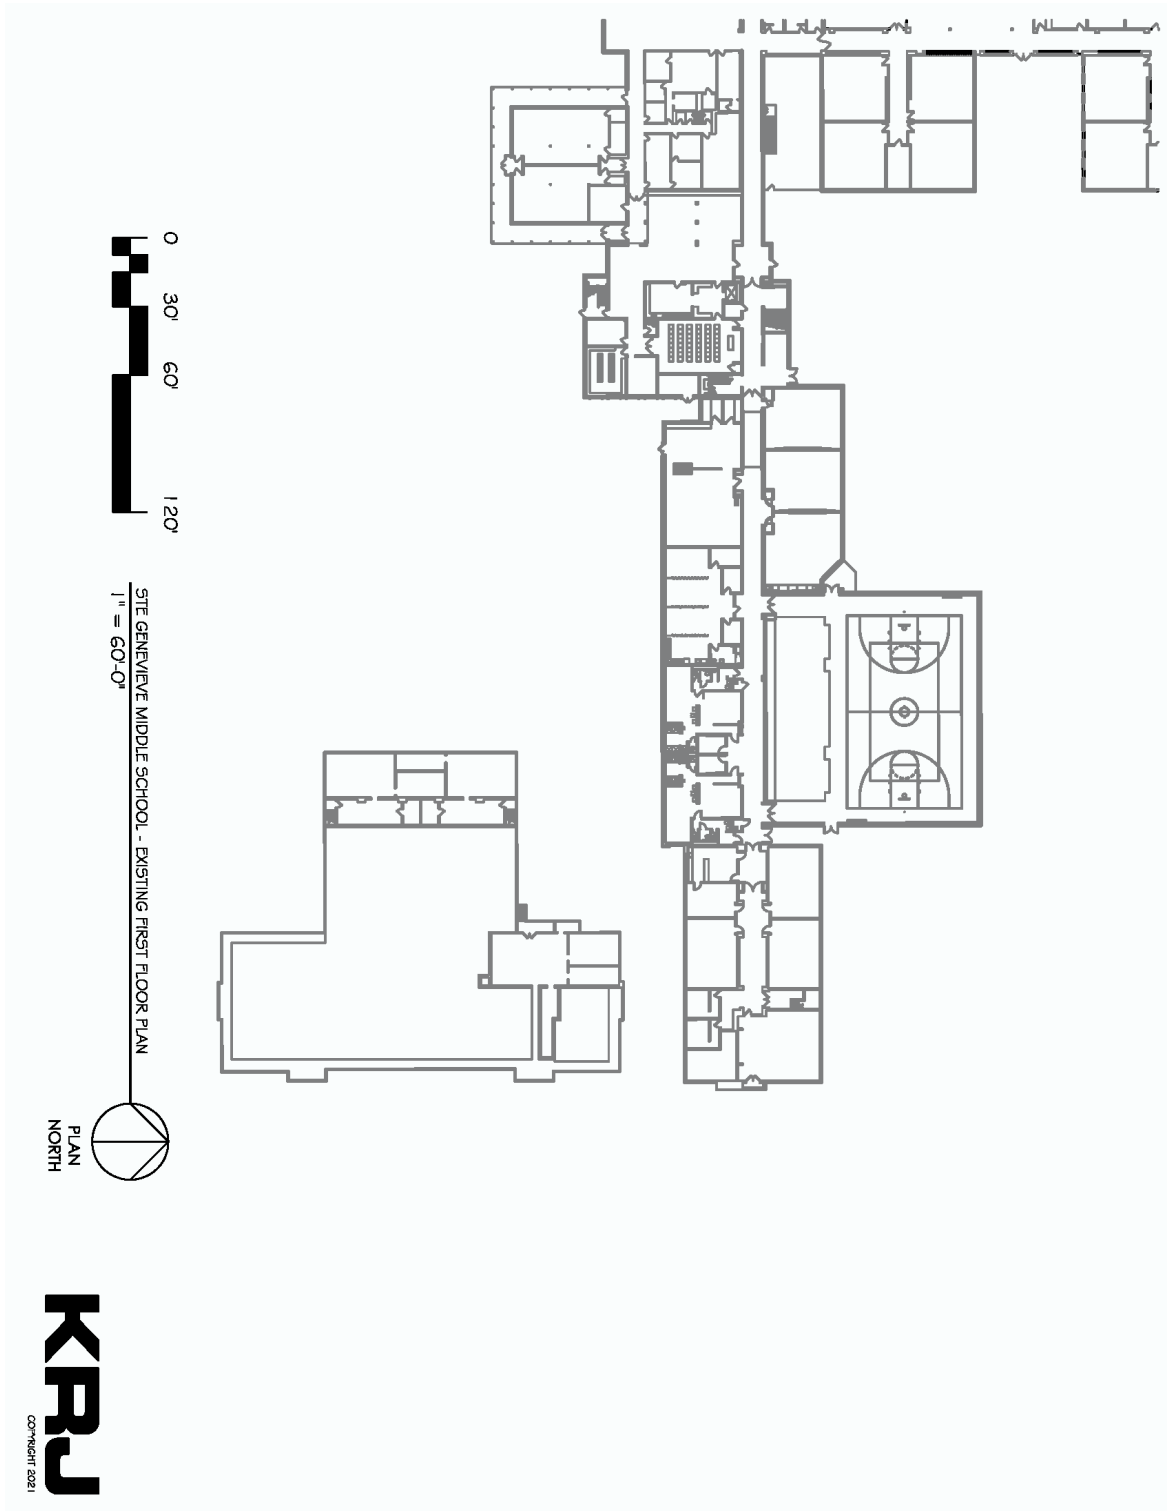 0
30'
60'
120'
STE GENEVIEVE MIDDLE SCHOOL - EXISTING FIRST FLOOR PLAN
1" = 60'-0"
PLAN
NORTH
KRJ
COPYRIGHT 2021